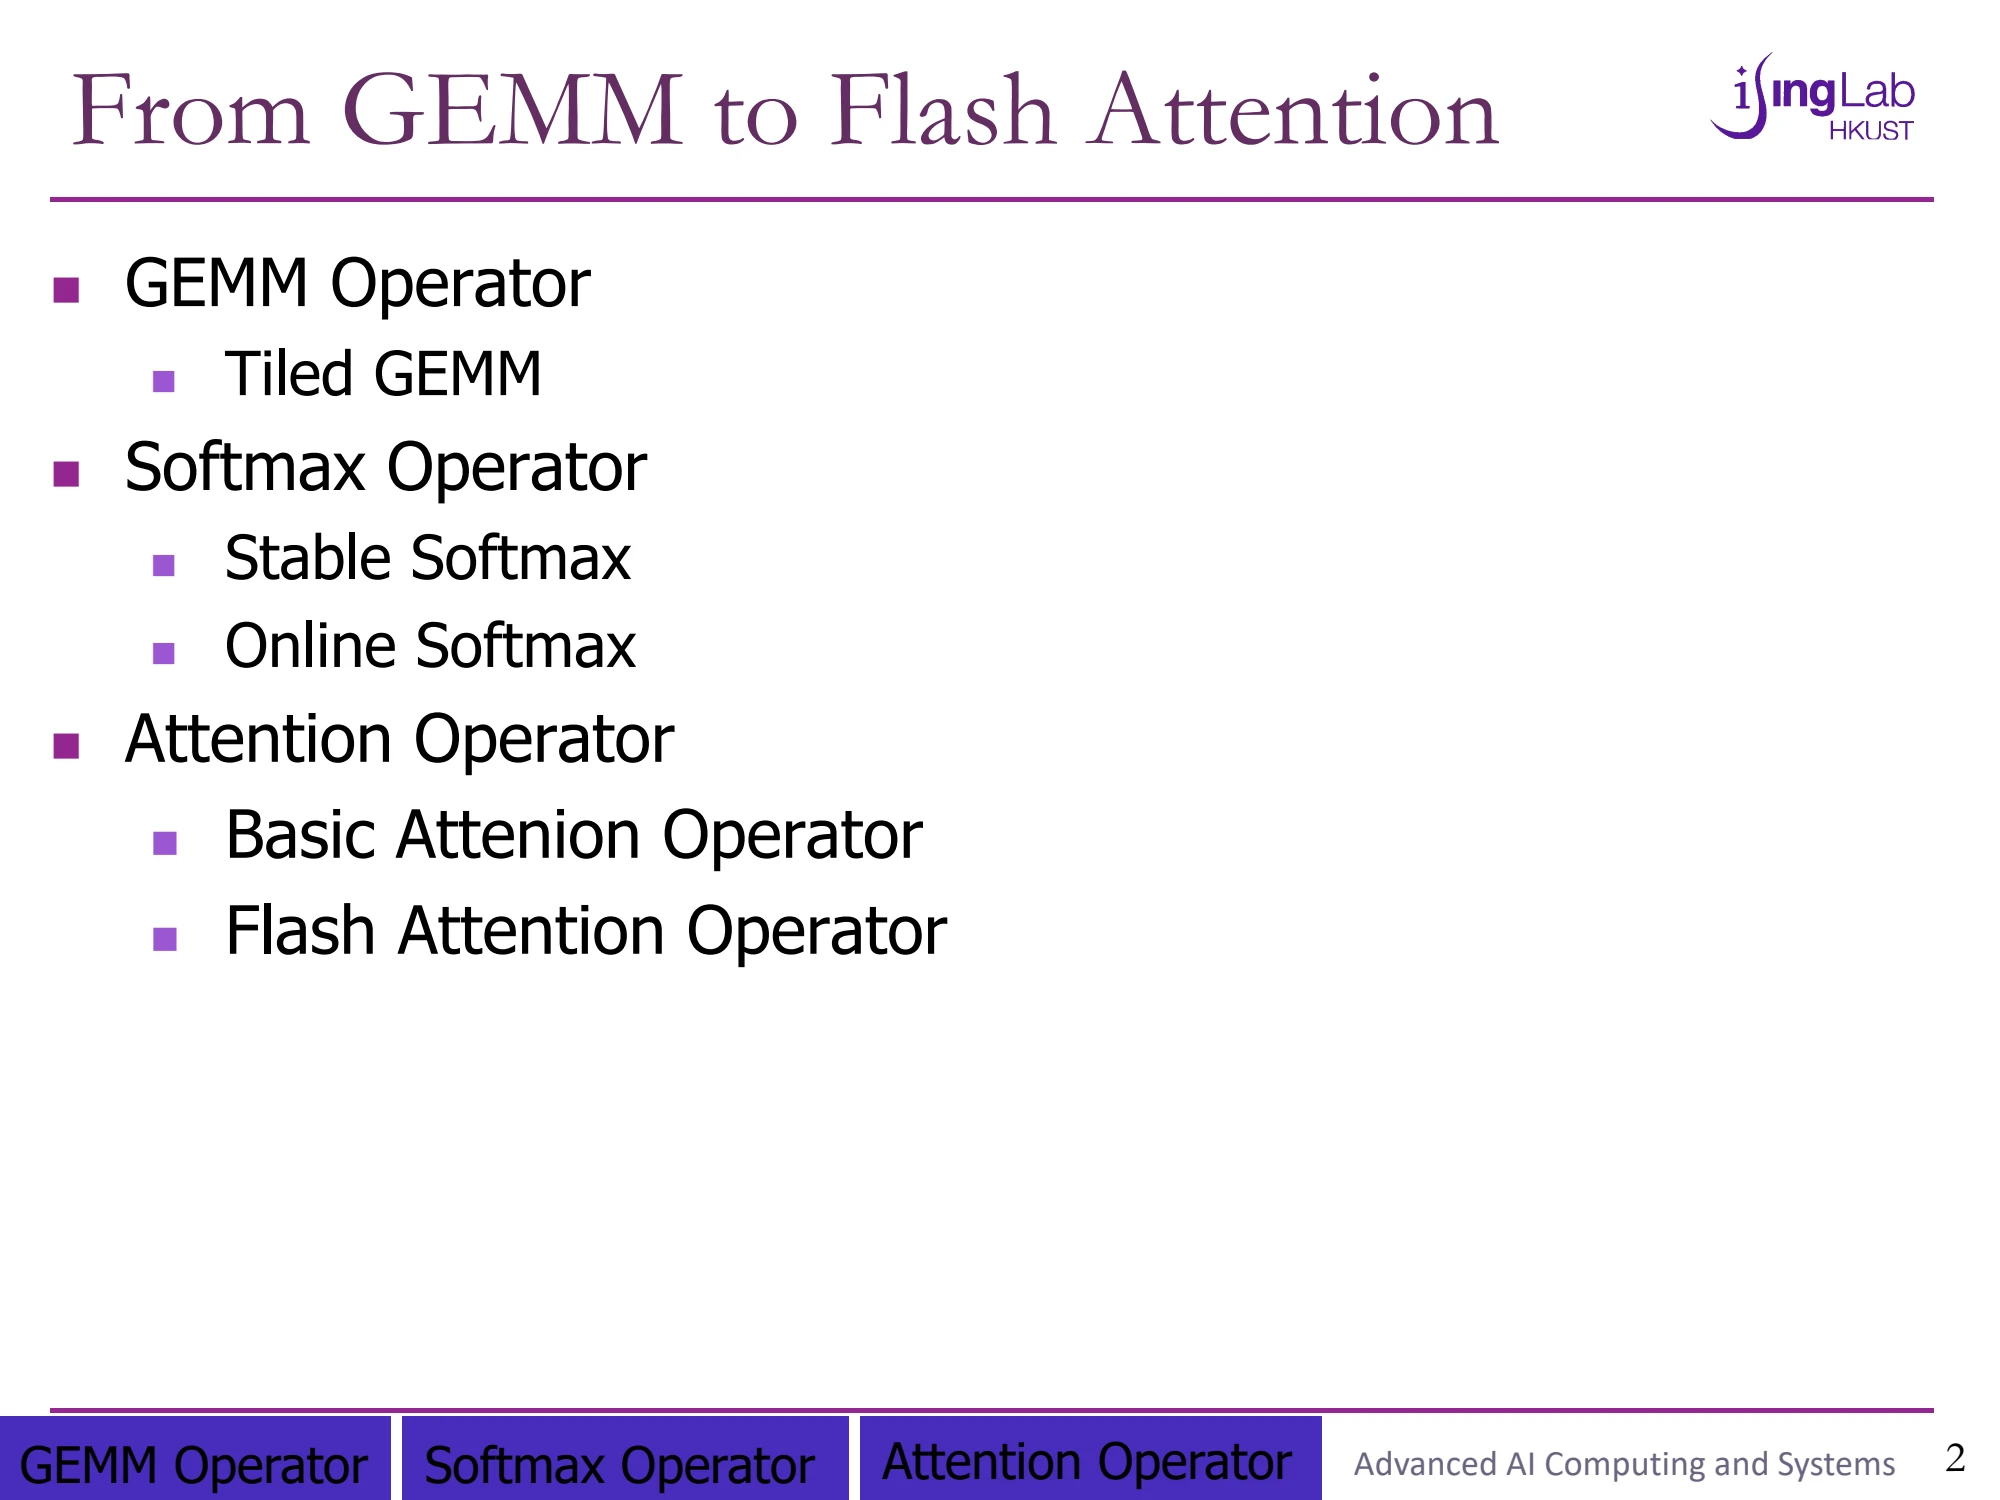 From GEMM to Flash Attention
isingLab
HKUST
GEMM Operator
Tiled GEMM
Softmax Operator
Stable Softmax
Online Softmax
Attention Operator
Basic Attenion Operator
Flash Attention Operator
GEMM Operator Softmax Operator Attention Operator Advanced AI Computing and Systems 2